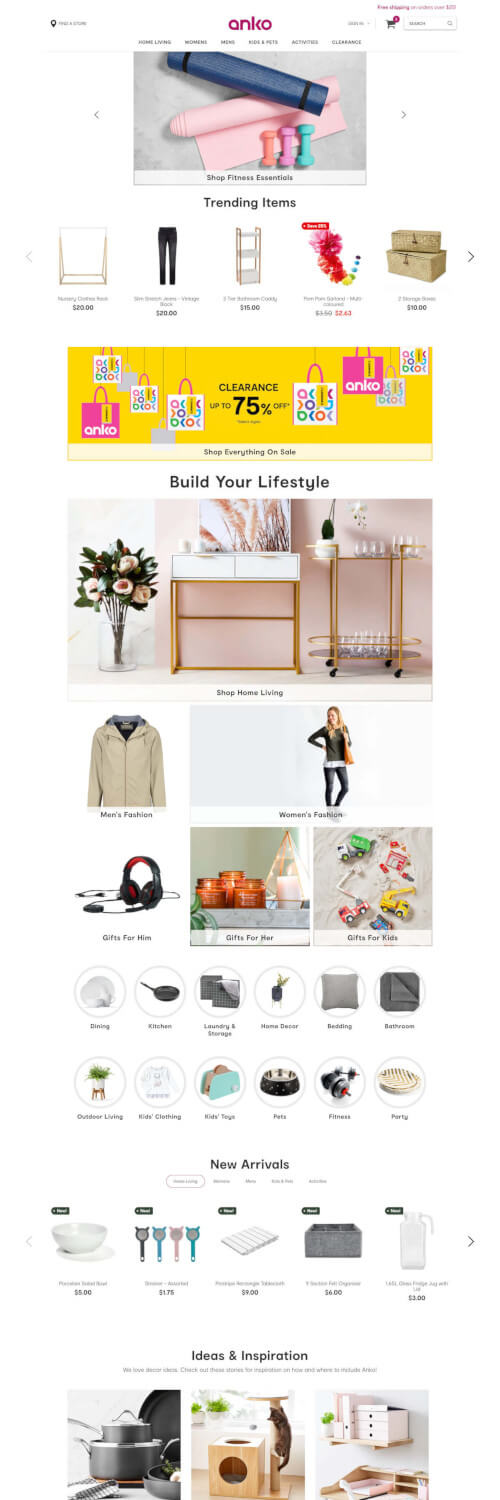 Free shipping on orders over $20!
FIND A STORE
anko
SIGN IN
SEARCH
HOME LIVING WOMENS MENS KIDS & PETS ACTIVITIES CLEARANCE
Shop Fitness Essentials
Trending Items
Save 25%
Nursery Clothes Rack
$20.00
Slim Stretch Jeans - Vintage Black
$20.00
3 Tier Bathroom Caddy
$15.00
Pom Pom Garland - Multi-coloured
$3.50 $2.63
2 Storage Boxes
$10.00
anko
anko
CLEARANCE
UP TO 75% OFF*
*Select styles
Shop Everything On Sale
Build Your Lifestyle
Shop Home Living
Men's Fashion
Women's Fashion
Gifts For Him
Gifts For Her
Gifts For Kids
Dining
Kitchen
Laundry & Storage
Home Decor
Bedding
Bathroom
Outdoor Living
Kids' Clothing
Kids' Toys
Pets
Fitness
Party
New Arrivals
Home Living Womens Mens Kids & Pets Activities
New!
New!
New!
New!
New!
Porcelain Salad Bowl
$5.00
Strainer - Assorted
$1.75
Pinstripe Rectangle Tablecloth
$9.00
9 Section Felt Organiser
$6.00
1.65L Glass Fridge Jug with Lid
$3.00
Ideas & Inspiration
We love decor ideas. Check out these stories for inspiration on how and where to include Anko!